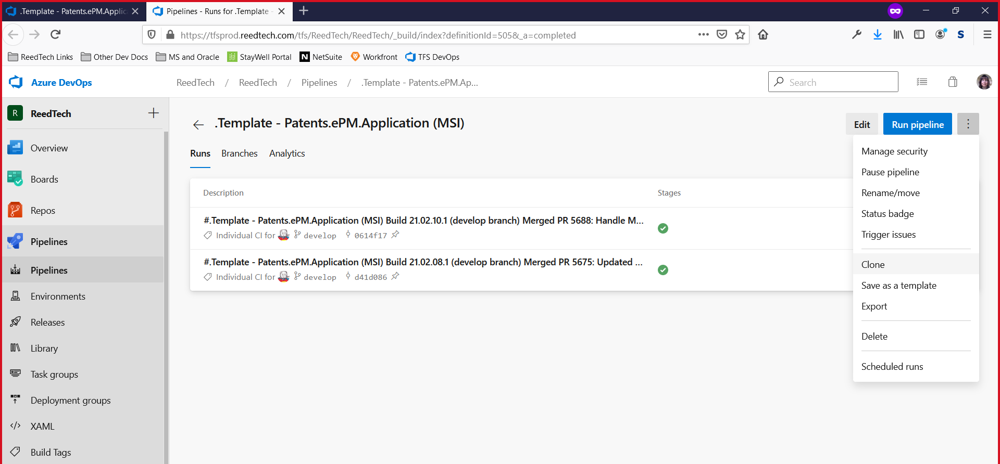 .Template - Patents.ePM.Applic
Pipelines - Runs for .Template -
https://tfsprod.reedtech.com/tfs/ReedTech/ReedTech/_build/index?definitionId=505&_a=completed
S
ReedTech Links
Other Dev Docs
MS and Oracle
StayWell Portal
N NetSuite
Workfront
TFS DevOps
Azure DevOps
ReedTech / ReedTech / Pipelines / .Template - Patents.ePM.Ap...
Search
R ReedTech
Overview
Boards
Repos
Pipelines
Pipelines
Environments
Releases
Library
Task groups
Deployment groups
XAML
Build Tags
.Template - Patents.ePM.Application (MSI)
Edit
Run pipeline
Runs
Branches
Analytics
Description
Stages
#.Template - Patents.ePM.Application (MSI) Build 21.02.10.1 (develop branch) Merged PR 5688: Handle M...
Individual CI for develop 0614f17
#.Template - Patents.ePM.Application (MSI) Build 21.02.08.1 (develop branch) Merged PR 5675: Updated ...
Individual CI for develop d41d086
Manage security
Pause pipeline
Rename/move
Status badge
Trigger issues
Clone
Save as a template
Export
Delete
Scheduled runs